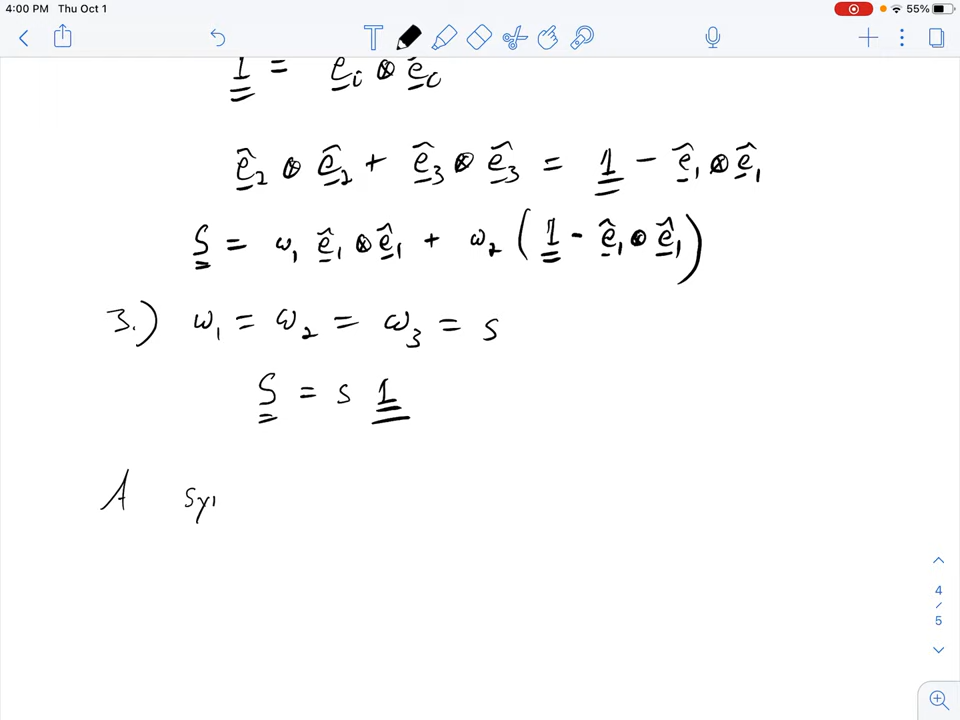 4:00 PM Thu Oct 1 55%
T
1 = e_i ⊗ e_i
ê_2 ⊗ ê_2 + ê_3 ⊗ ê_3 = 1 - ê_1 ⊗ ê_1
S = ω_1 ê_1 ⊗ ê_1 + ω_2 ( 1 - ê_1 ⊗ ê_1 )
3.) ω_1 = ω_2 = ω_3 = s
S = s 1
A sym
4
/
5